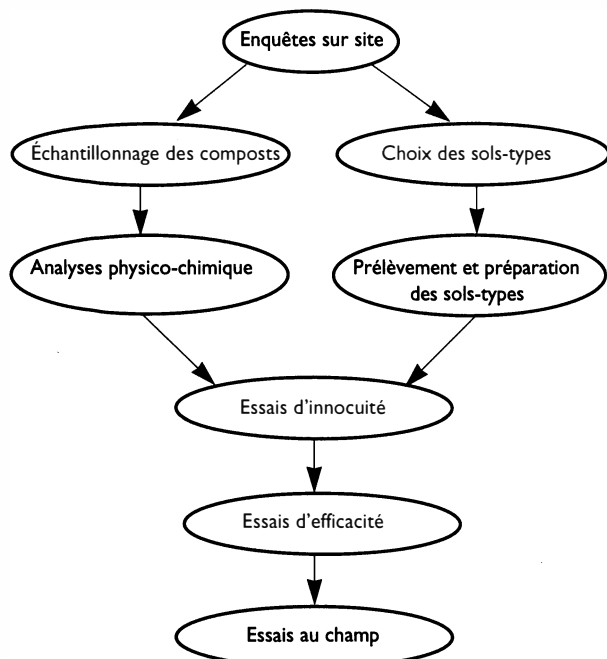 Enquêtes sur site
Échantillonnage des composts
Choix des sols-types
Analyses physico-chimique
Prélèvement et préparation
des sols-types
Essais d'innocuité
Essais d'efficacité
Essais au champ